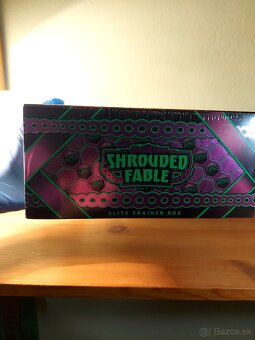 SHROUDED
FABLE
ELITE TRAINER BOX
© Bazos.sk